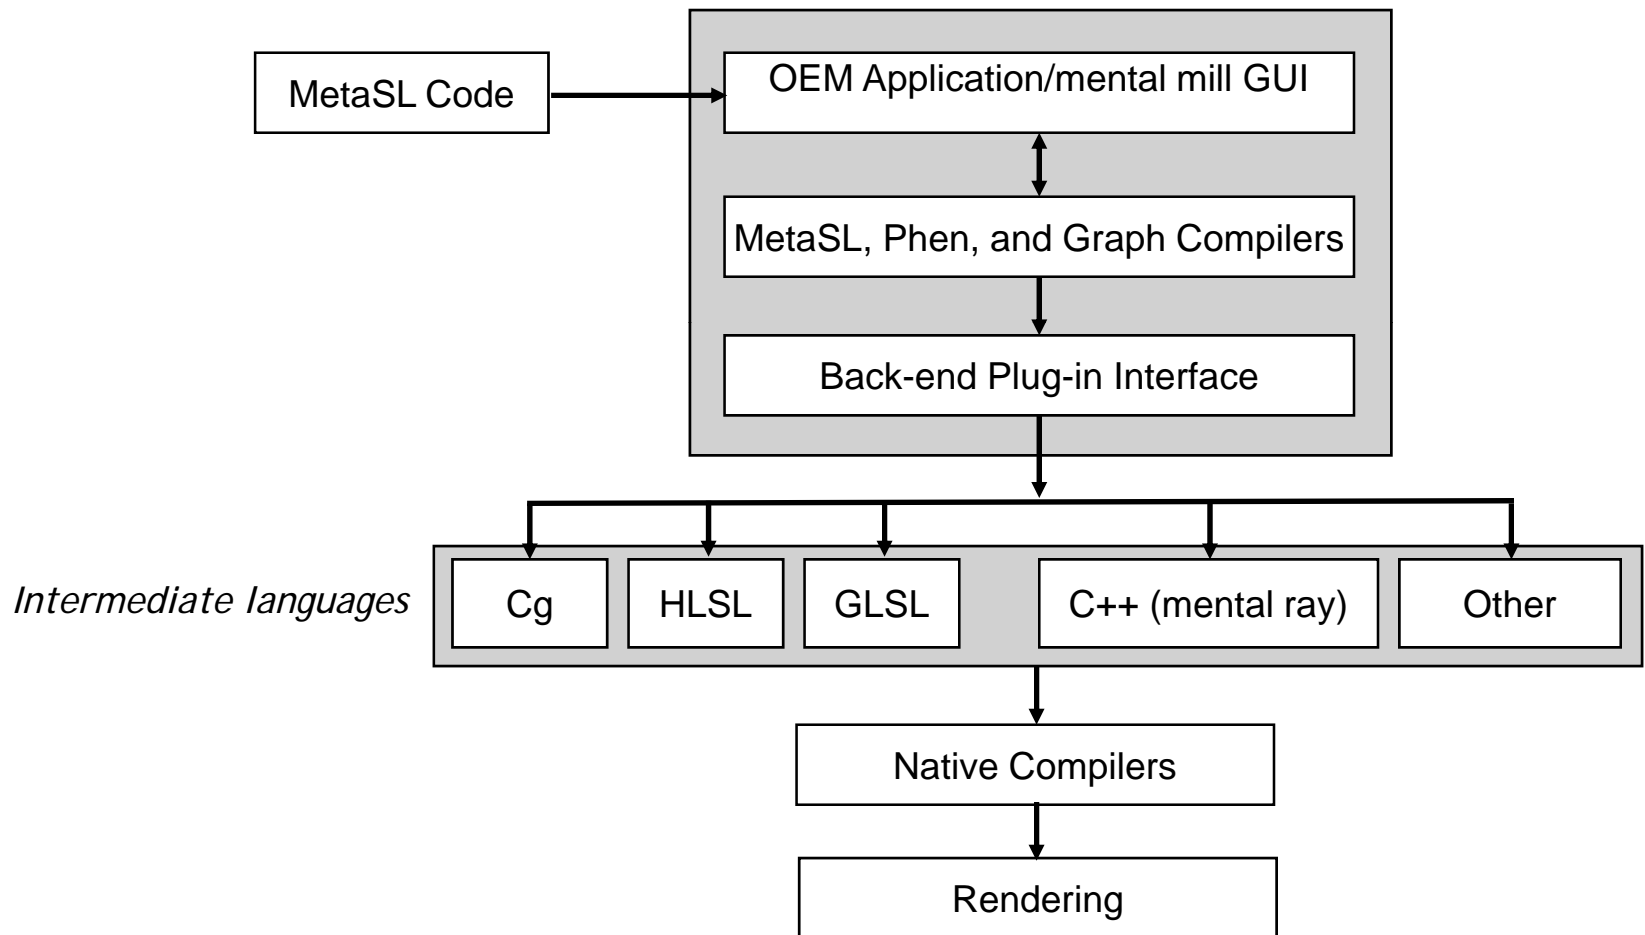 MetaSL Code
OEM Application/mental mill GUI
MetaSL, Phen, and Graph Compilers
Back-end Plug-in Interface
Intermediate languages
Cg
HLSL
GLSL
C++ (mental ray)
Other
Native Compilers
Rendering